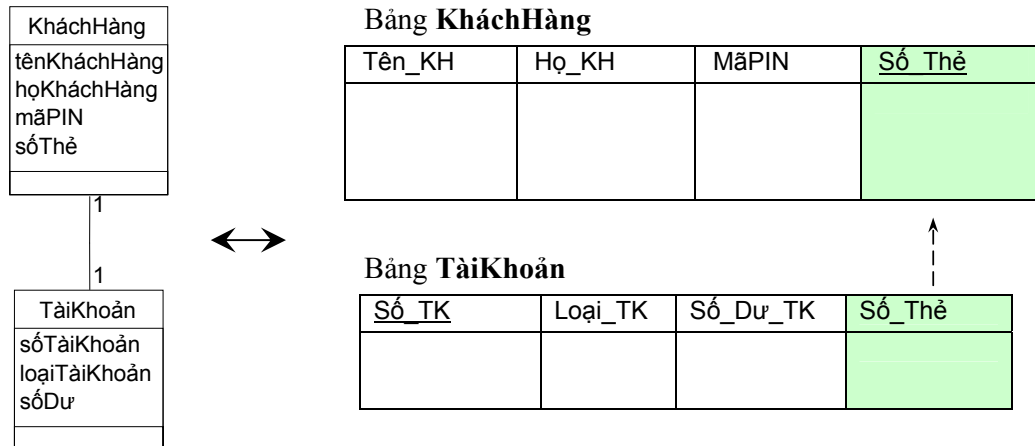 KháchHàng
tênKháchHàng
họKháchHàng
mãPIN
sốThẻ
1
1
TàiKhoản
sốTàiKhoản
loạiTàiKhoản
sốDư
Bảng KháchHàng
Tên_KH Họ_KH MãPIN Số_Thẻ
Bảng TàiKhoản
Số_TK Loại_TK Số_Dư_TK Số_Thẻ